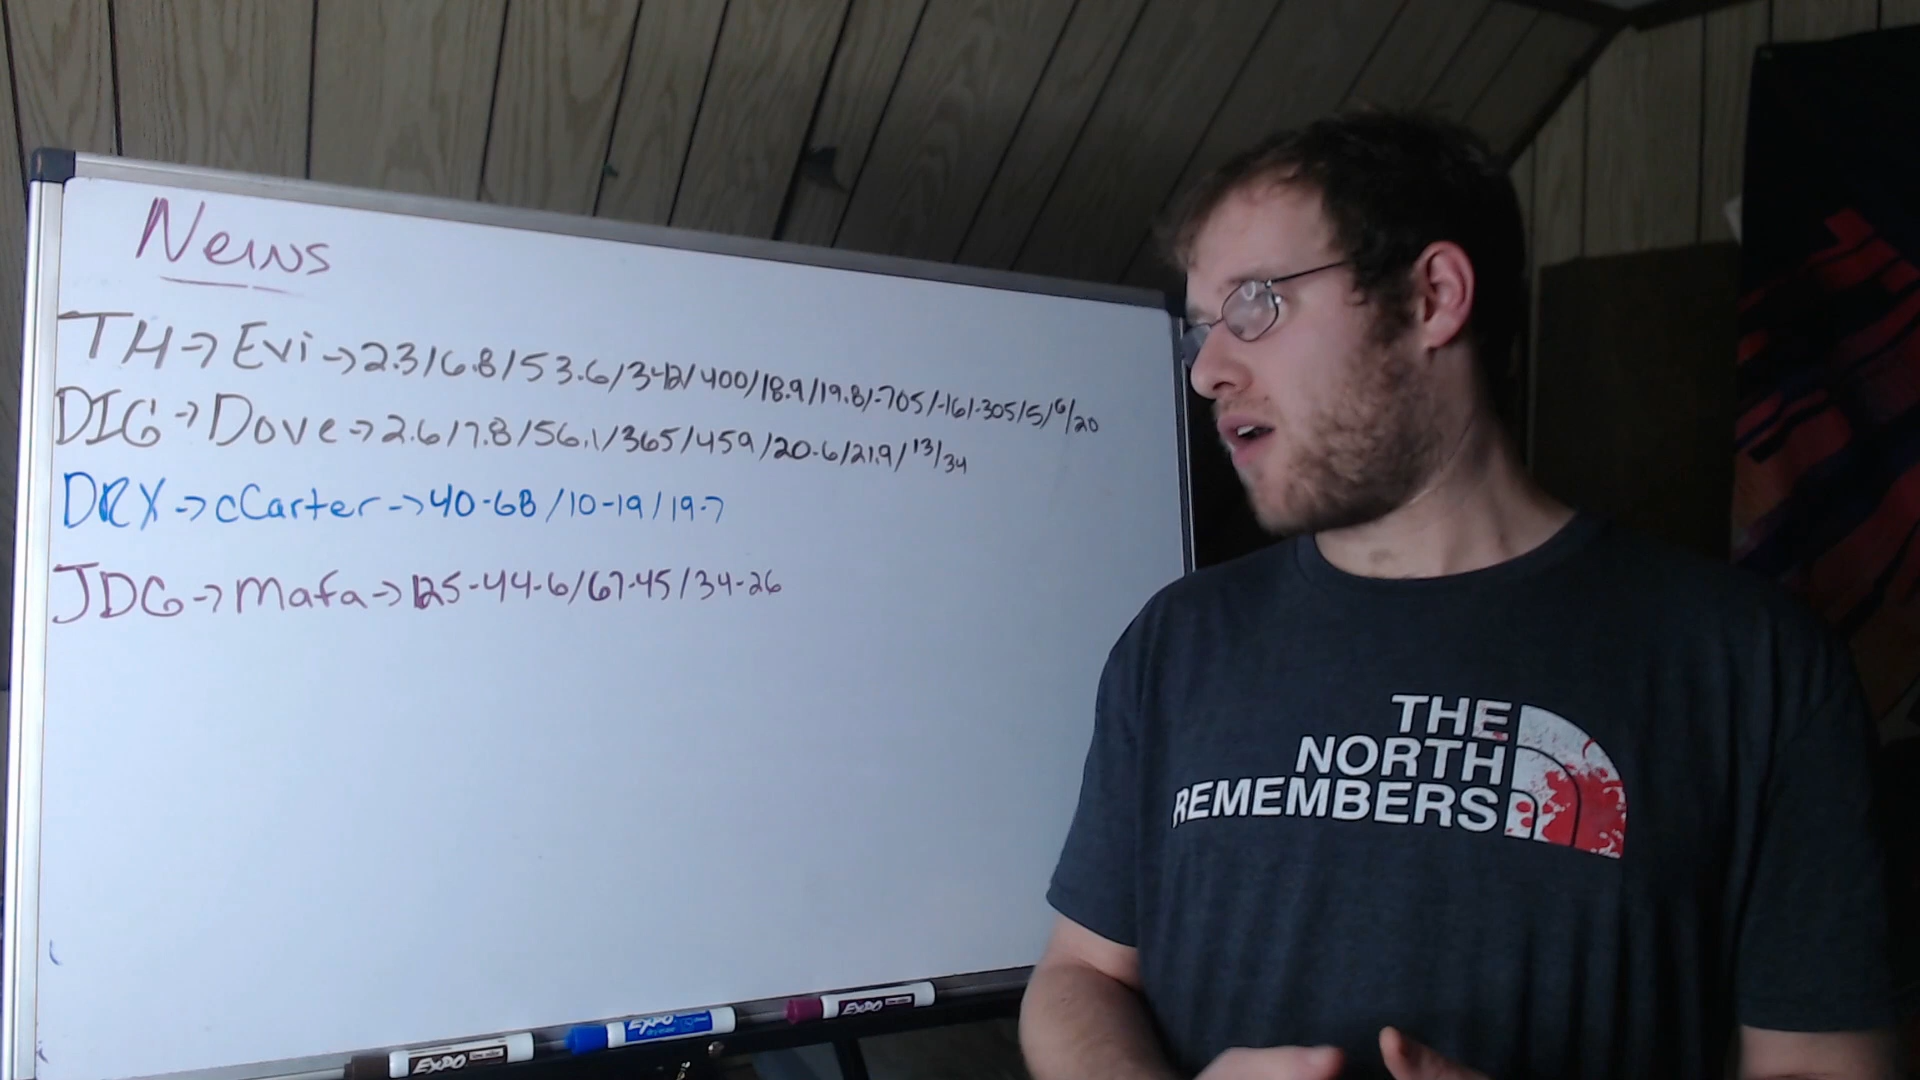 News
TH→Evi→2.3/6.8/53.6/342/400/18.9/19.8/-705/-16/-305/5/6/20
DIG→Dove→2.6/7.8/56.1/365/459/20.6/21.9/13/34
DRX→cCarter→40-68/10-19/19-7
JDG→Mafa→125-44-6/67-45/34-26
THE
NORTH
REMEMBERS
EXPO
EXPO
EXPO